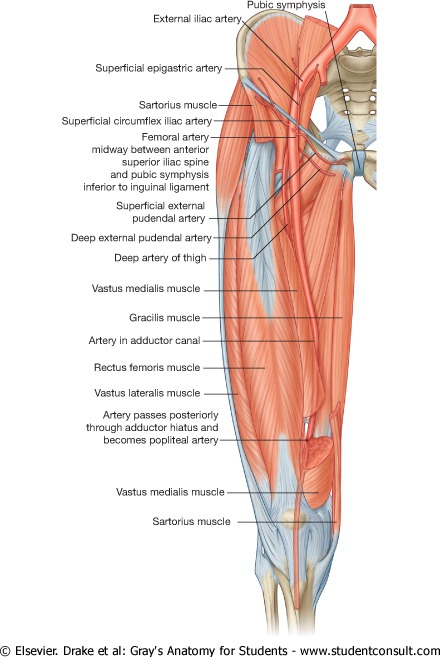 Pubic symphysis
External iliac artery
Superficial epigastric artery
Sartorius muscle
Superficial circumflex iliac artery
Femoral artery
midway between anterior
superior iliac spine
and pubic symphysis
inferior to inguinal ligament
Superficial external
pudendal artery
Deep external pudendal artery
Deep artery of thigh
Vastus medialis muscle
Gracilis muscle
Artery in adductor canal
Rectus femoris muscle
Vastus lateralis muscle
Artery passes posteriorly
through adductor hiatus and
becomes popliteal artery
Vastus medialis muscle
Sartorius muscle
© Elsevier. Drake et al: Gray's Anatomy for Students - www.studentconsult.com